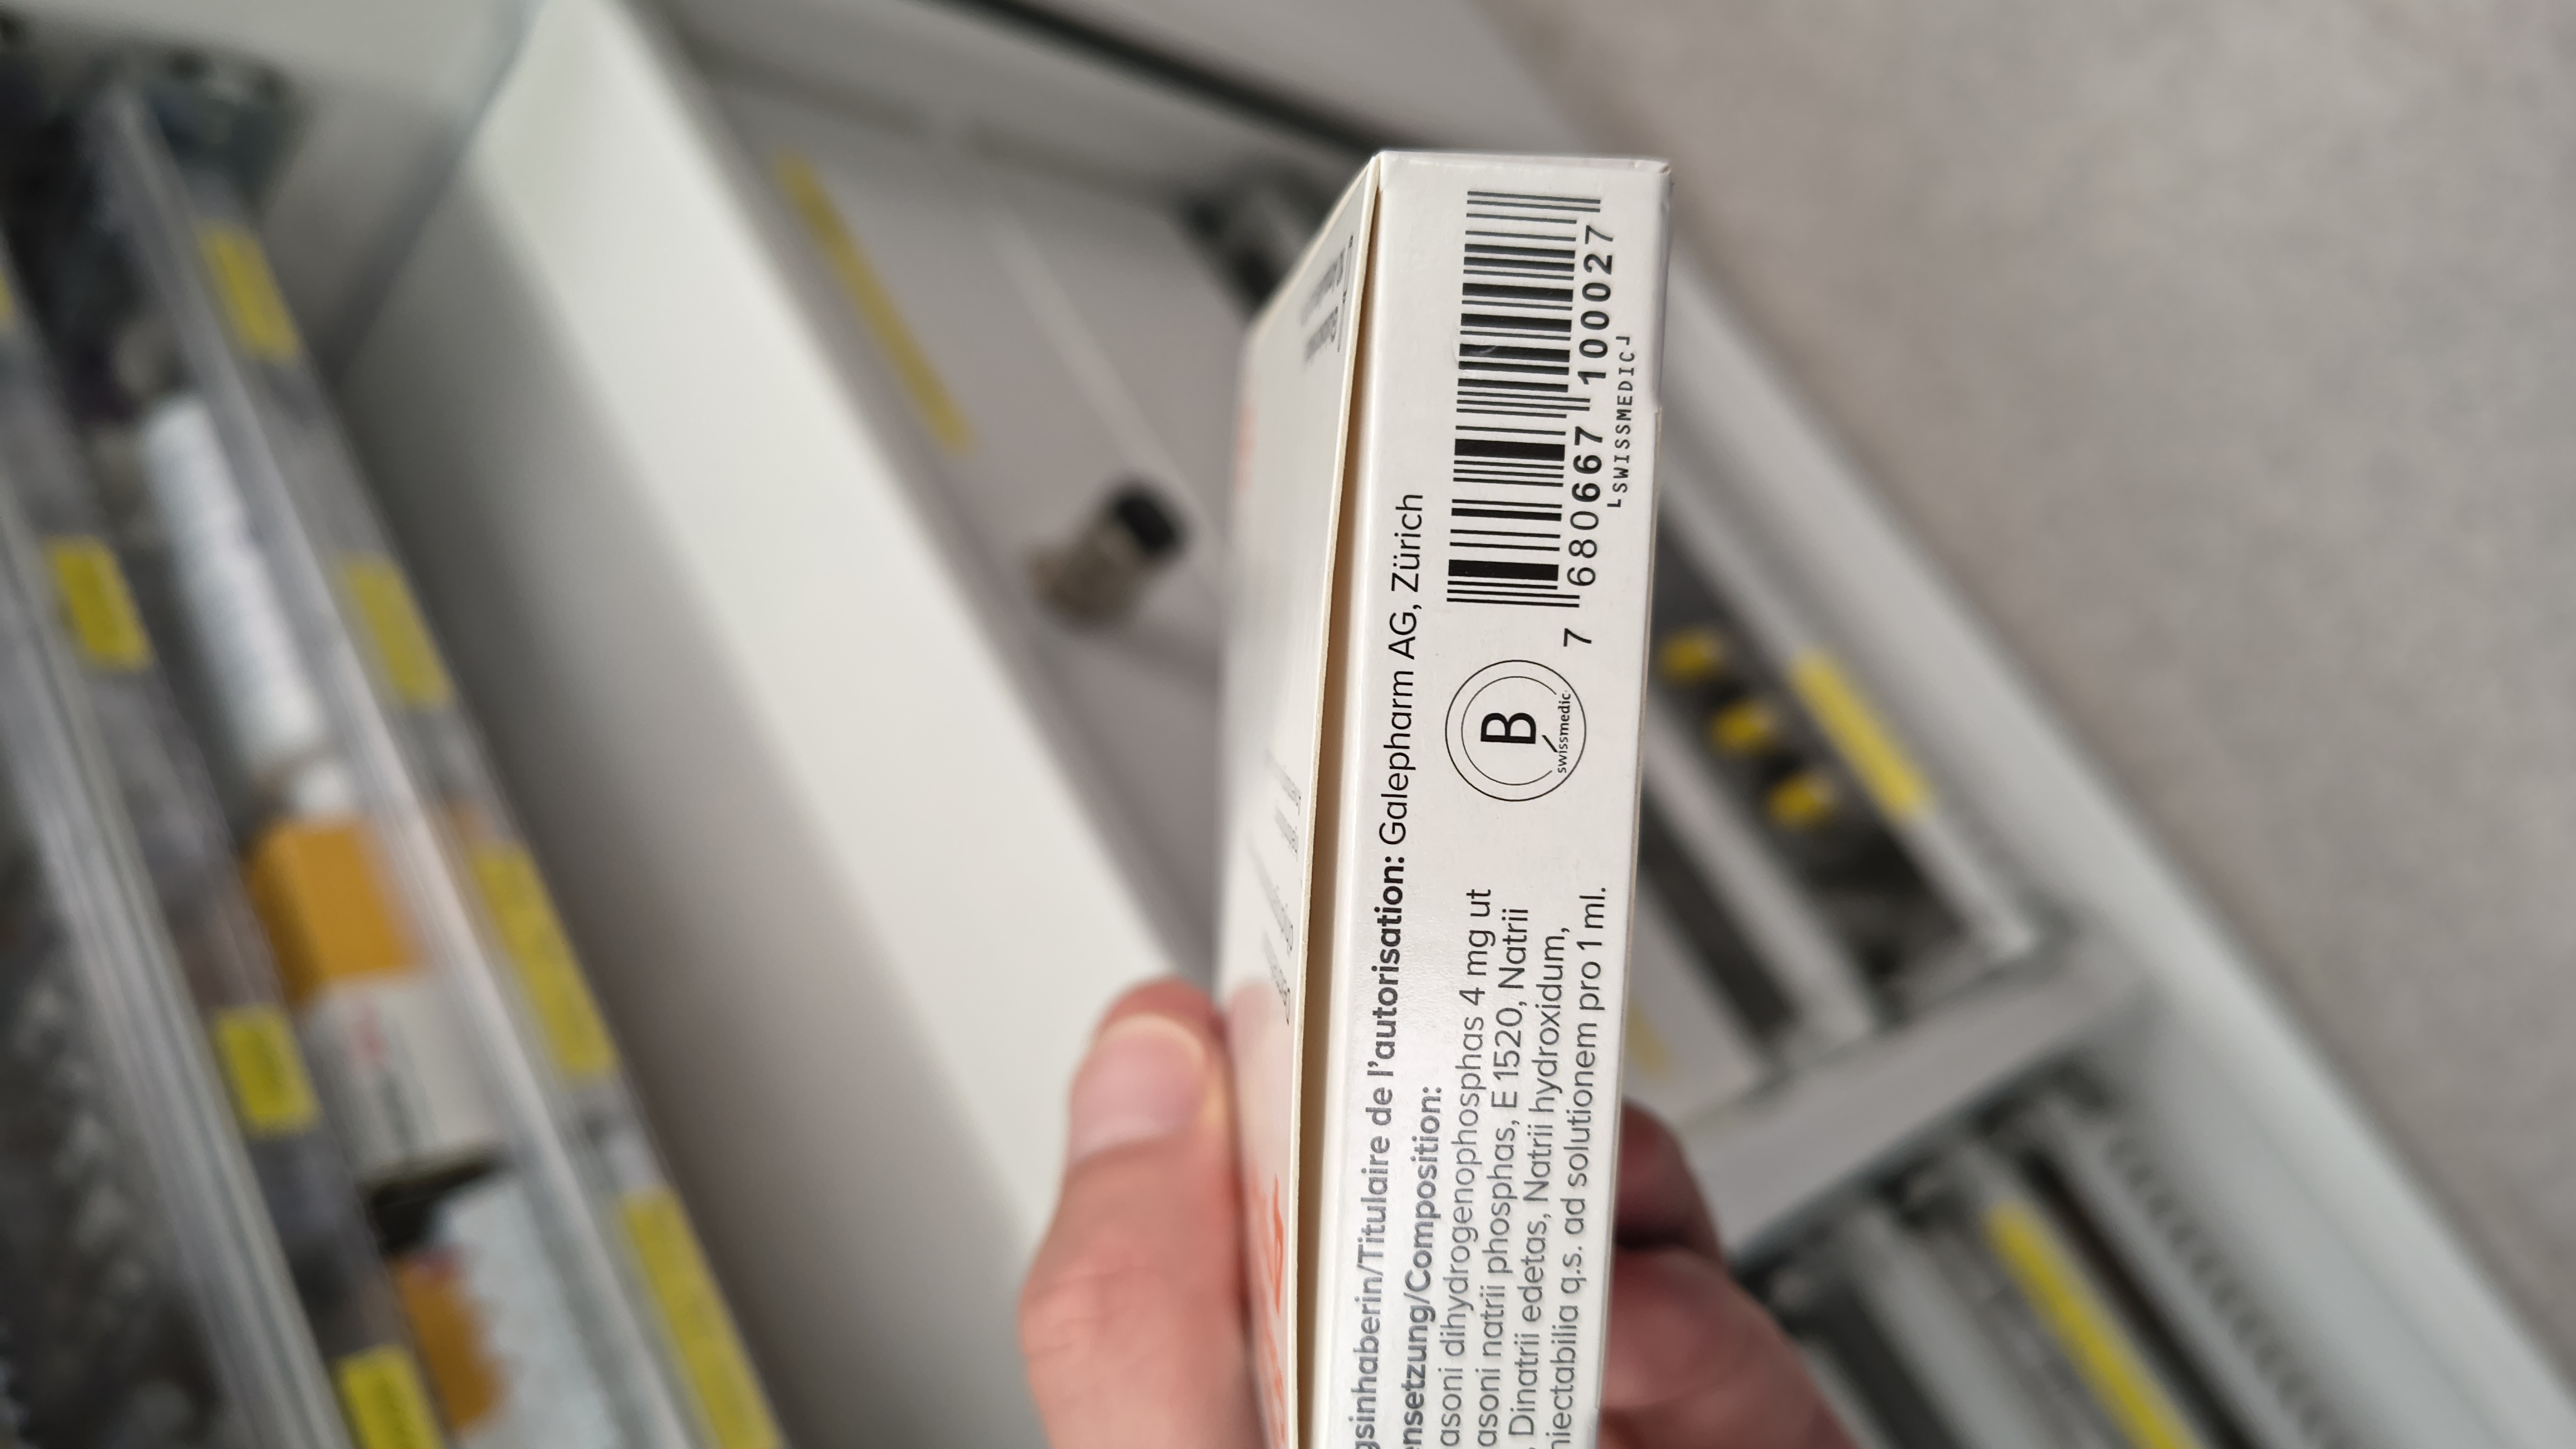 gsinhaberin/Titulaire de l'autorisation: Galepharm AG, Zürich
ensetzung/Composition:
asoni dihydrogenophosphas 4 mg ut
asoni natrii phosphas, E 1520, Natrii
, Dinatrii edetas, Natrii hydroxidum,
niectabilia q.s. ad solutionem pro 1 ml.
B
swissmedic
7 680667 100027
SWISSMEDIC